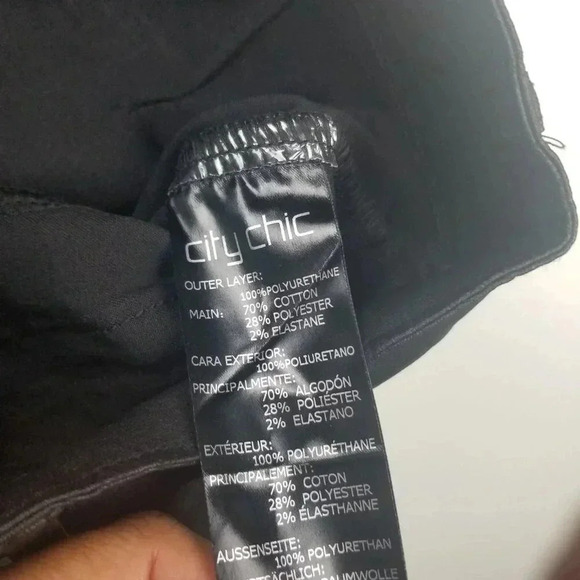 city chic
OUTER LAYER:
100%POLYURETHANE
MAIN: 70% COTTON
28% POLYESTER
2% ELASTANE
CARA EXTERIOR:
100%POLIURETANO
PRINCIPALMENTE:
70% ALGODÓN
28% POLIÉSTER
2% ELASTANO
EXTÉRIEUR:
100% POLYURÉTHANE
PRINCIPALEMENT:
70% COTON
28% POLYESTER
2% ÉLASTHANNE
AUSSENSEITE:
100% POLYURETHAN